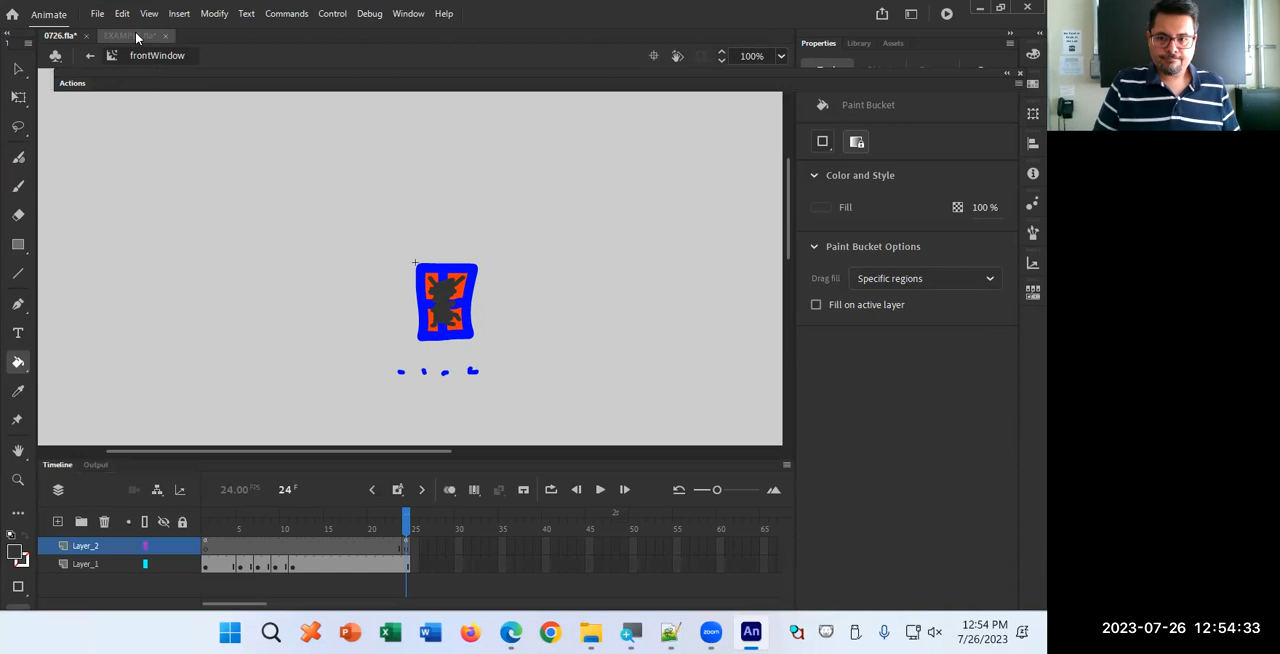 Animate File Edit View Insert Modify Text Commands Control Debug Window Help
0726.fla* × EXAMP × 
frontWindow 100% Properties Library Assets
Actions
Paint Bucket
Color and Style
Fill 100 %
Paint Bucket Options
Drag fill Specific regions
Fill on active layer
Timeline Output
24.00 FPS 24 F
2s
5 10 15 20 25 30 35 40 45 50 55 60 65
Layer_2
Layer_1
12:54 PM
7/26/2023
2023-07-26 12:54:33